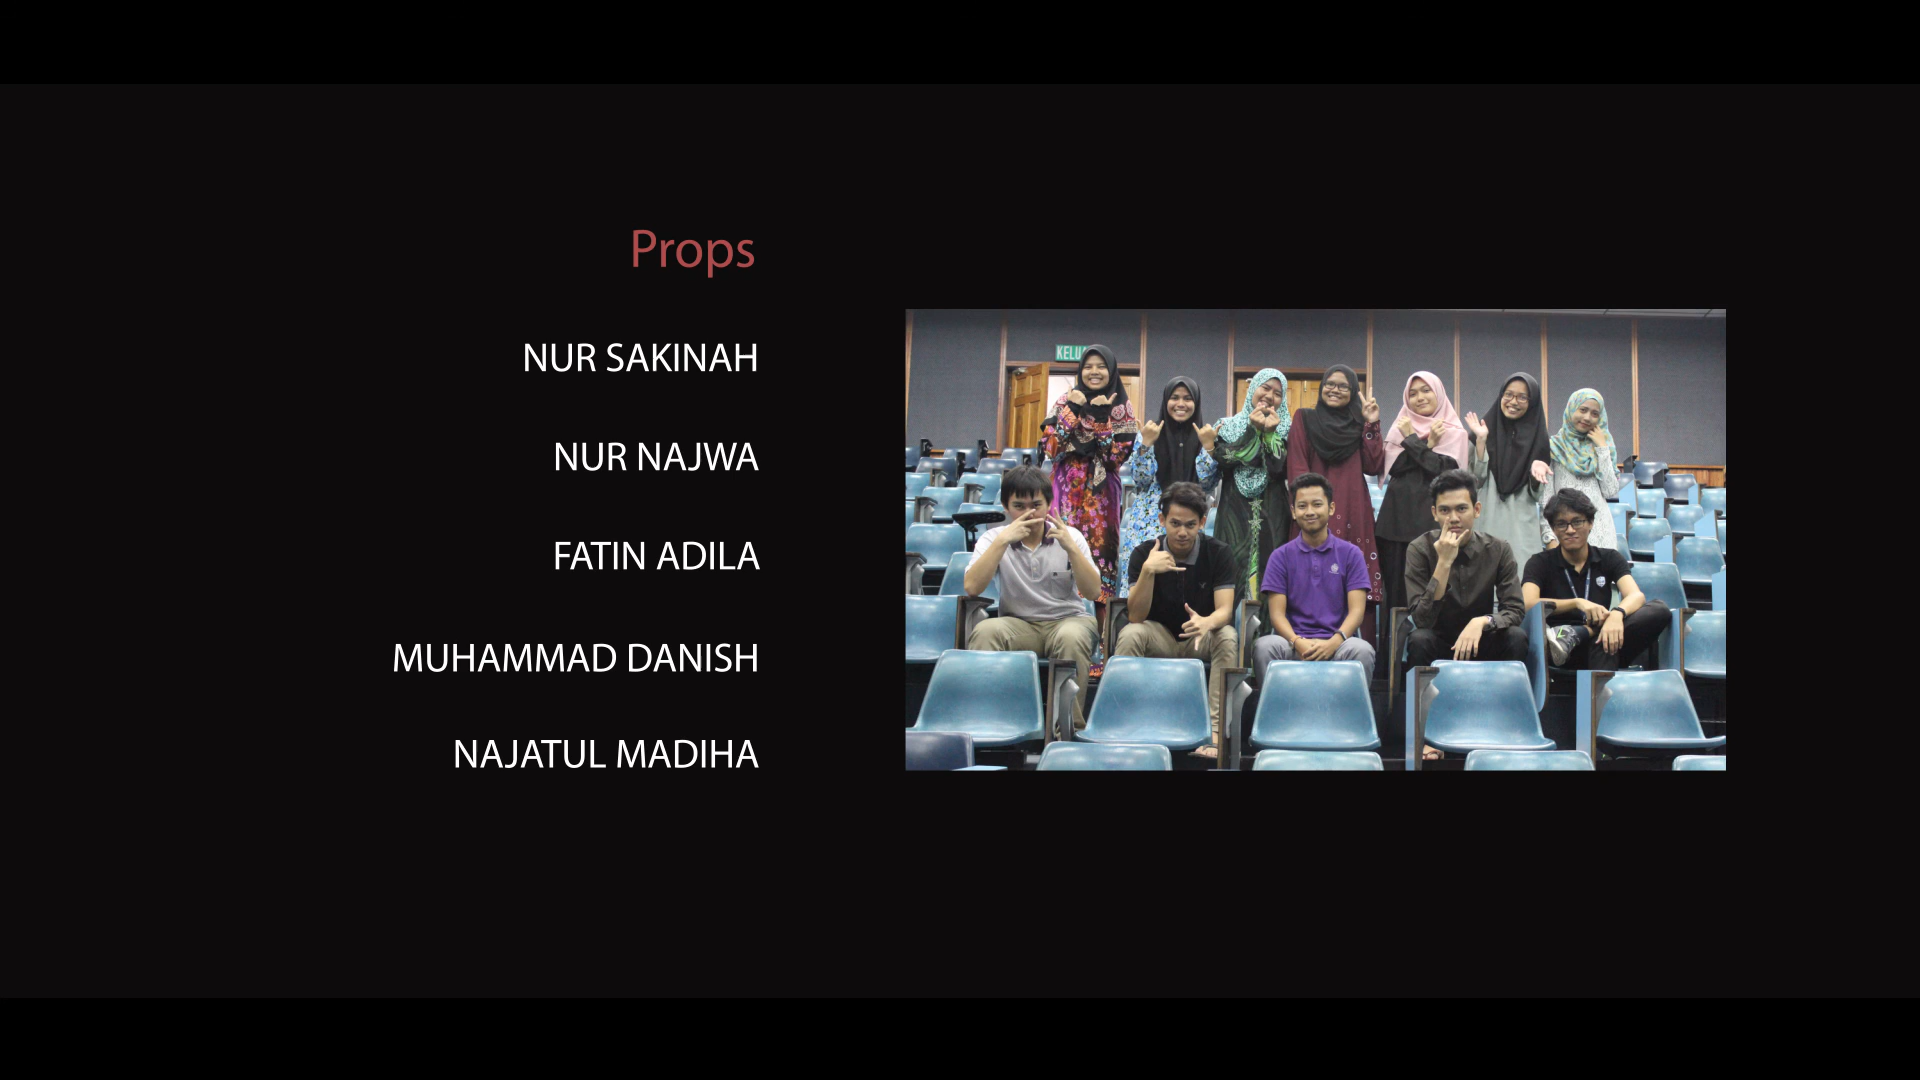 Props
NUR SAKINAH
NUR NAJWA
FATIN ADILA
MUHAMMAD DANISH
NAJATUL MADIHA